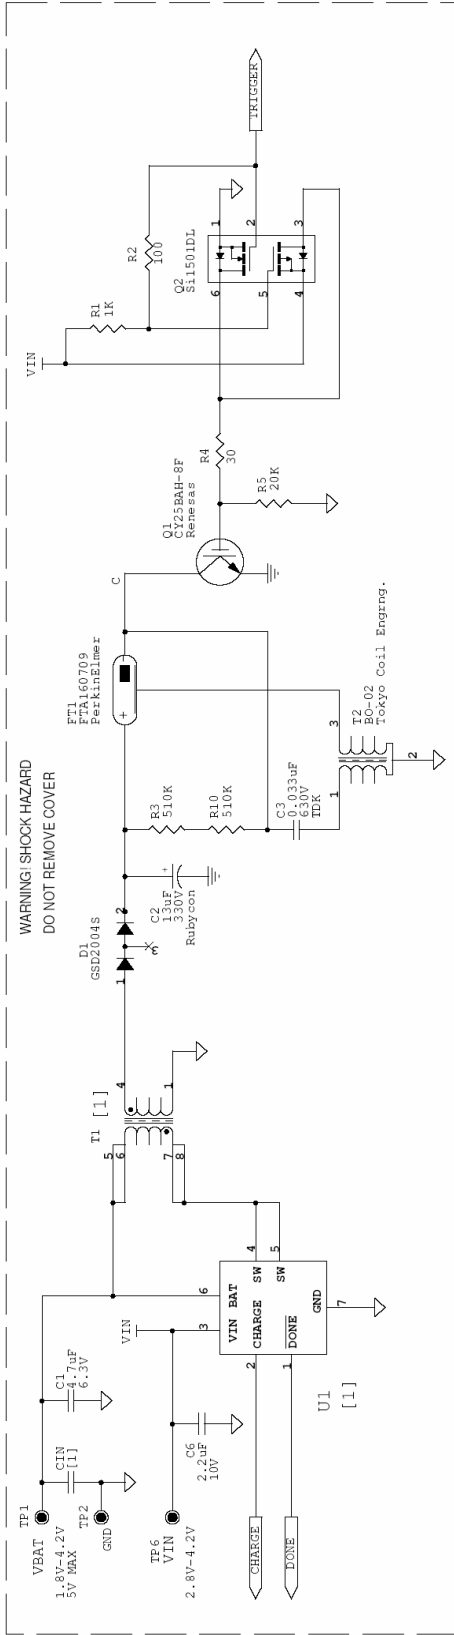 WARNING! SHOCK HAZARD
DO NOT REMOVE COVER
TP1
VBAT
1.8V-4.2V
5V MAX
TP2
GND
CIN
[1]
C1
4.7uF
6.3V
TP6
VIN
2.8V-4.2V
C6
2.2uF
10V
VIN
CHARGE
DONE
U1
[1]
6
3
2
1
4
5
7
VIN
BAT
CHARGE
DONE
SW
SW
GND
T1
[1]
5
6
7
8
4
1
D1
GSD2004S
1
2
3
C2
13uF
330V
Rubycon
+
R3
510K
R10
510K
C3
0.033uF
630V
TDK
FT1
FTA160709
PerkinElmer
+
C
T2
BO-02
Tokyo Coil Engrng.
1
3
2
Q1
CY25BAH-8F
Renesas
R4
30
R5
20K
VIN
R1
1K
R2
100
Q2
Si1501DL
6
5
4
1
2
3
TRIGGER